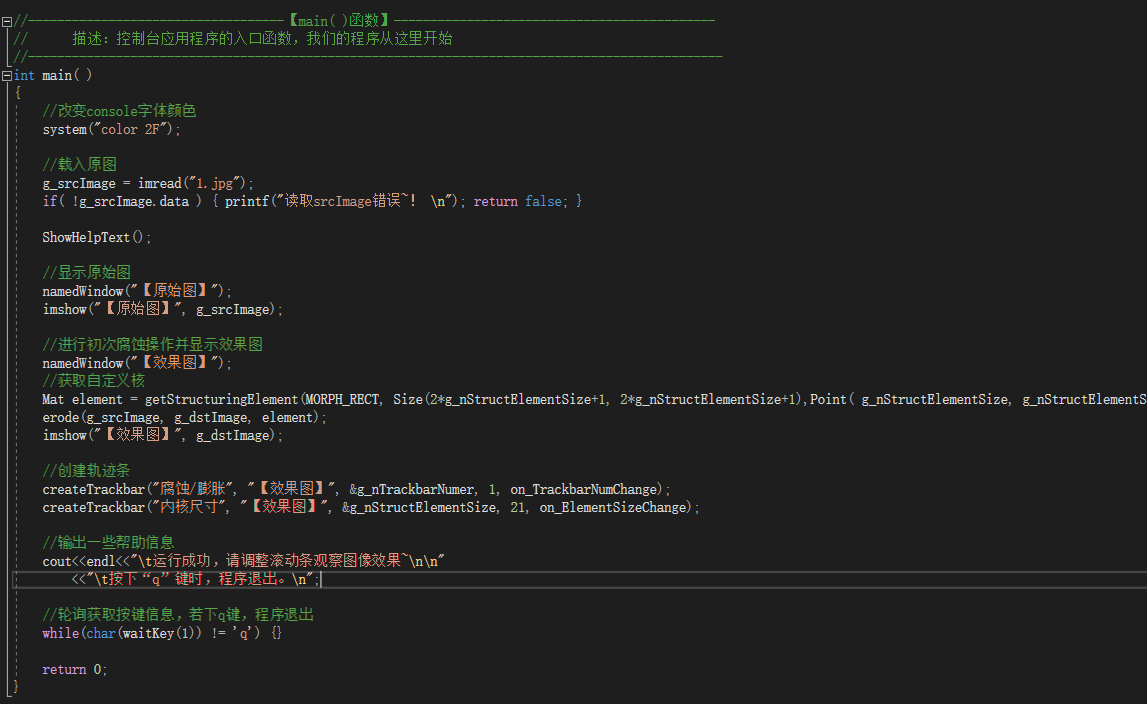 //-----------------------------------【main( )函数】--------------------------------------------
//      描述：控制台应用程序的入口函数，我们的程序从这里开始
//-----------------------------------------------------------------------------------------------
int main( )
{
    //改变console字体颜色
    system("color 2F");
    //载入原图
    g_srcImage = imread("1.jpg");
    if( !g_srcImage.data ) { printf("读取srcImage错误~！ \n"); return false; }
    ShowHelpText();
    //显示原始图
    namedWindow("【原始图】");
    imshow("【原始图】", g_srcImage);
    //进行初次腐蚀操作并显示效果图
    namedWindow("【效果图】");
    //获取自定义核
    Mat element = getStructuringElement(MORPH_RECT, Size(2*g_nStructElementSize+1, 2*g_nStructElementSize+1),Point( g_nStructElementSize, g_nStructElementS
    erode(g_srcImage, g_dstImage, element);
    imshow("【效果图】", g_dstImage);
    //创建轨迹条
    createTrackbar("腐蚀/膨胀", "【效果图】", &g_nTrackbarNumer, 1, on_TrackbarNumChange);
    createTrackbar("内核尺寸", "【效果图】", &g_nStructElementSize, 21, on_ElementSizeChange);
    //输出一些帮助信息
    cout<<endl<<"\t运行成功，请调整滚动条观察图像效果~\n\n"
        <<"\t按下“q”键时，程序退出。\n";
    //轮询获取按键信息，若下q键，程序退出
    while(char(waitKey(1)) != 'q') {}
    return 0;
}